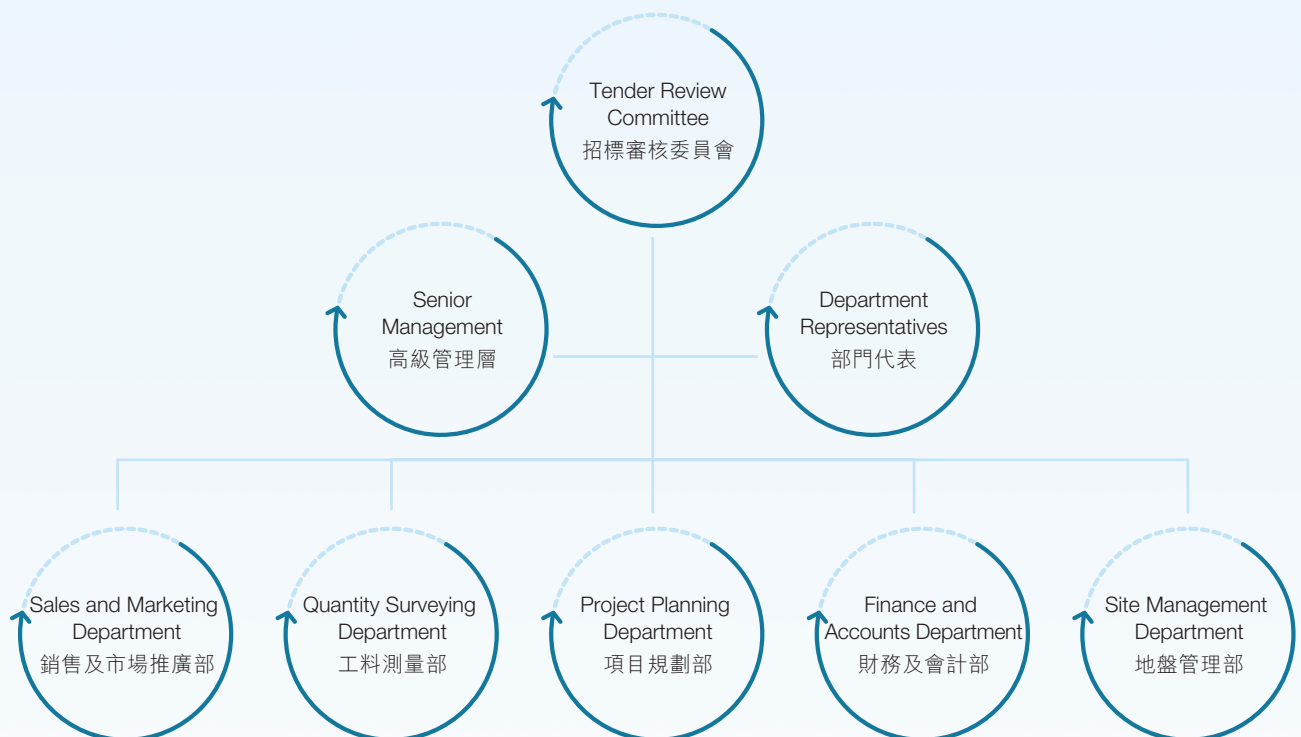 Tender Review
Committee
招標審核委員會
Senior
Management
高級管理層
Department
Representatives
部門代表
Sales and Marketing
Department
銷售及市場推廣部
Quantity Surveying
Department
工料測量部
Project Planning
Department
項目規劃部
Finance and
Accounts Department
財務及會計部
Site Management
Department
地盤管理部